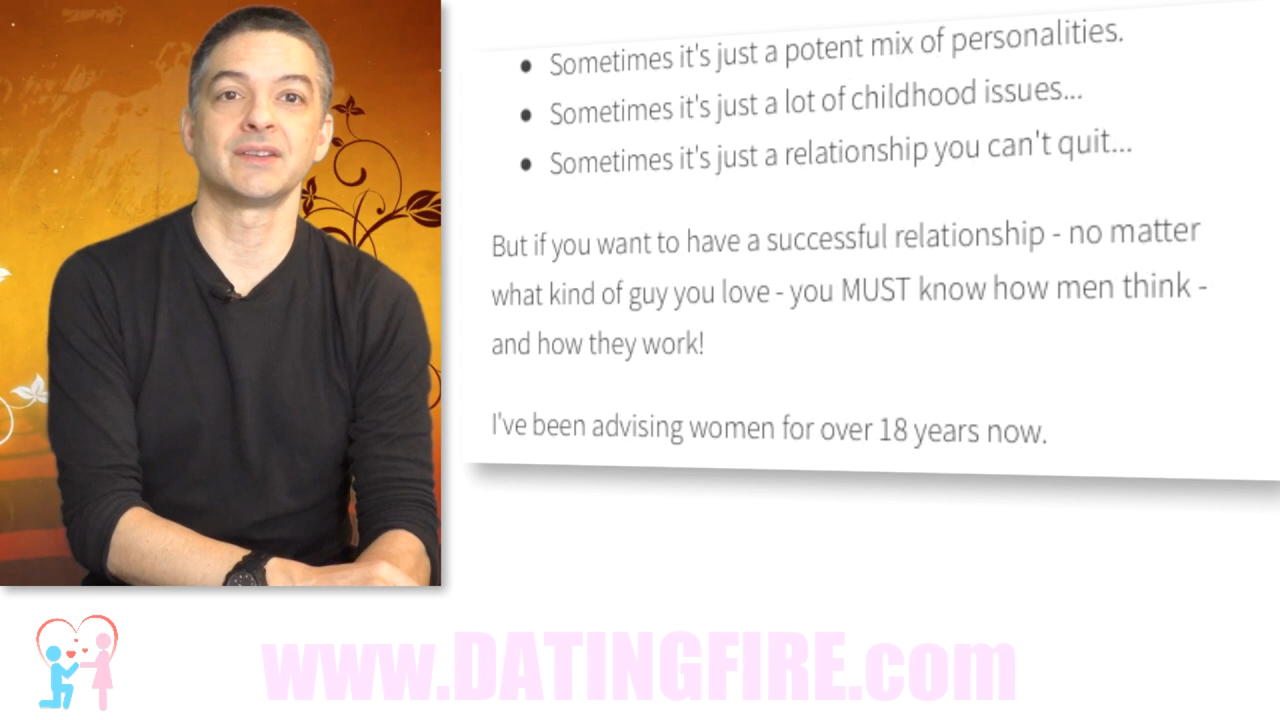 Sometimes it's just a potent mix of personalities.
Sometimes it's just a lot of childhood issues...
Sometimes it's just a relationship you can't quit...
But if you want to have a successful relationship - no matter
what kind of guy you love - you MUST know how men think -
and how they work!
I've been advising women for over 18 years now.
www.DATINGFIRE.com